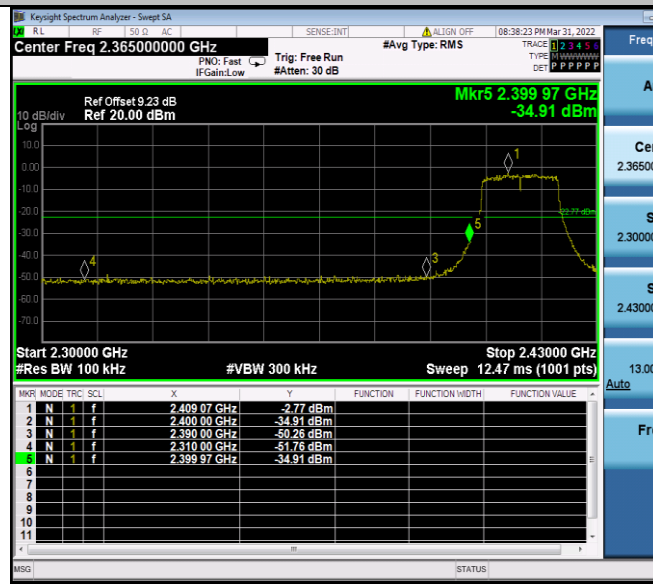 Keysight Spectrum Analyzer - Swept SA
RL RF 50 Ω AC SENSE:INT ALIGN OFF 08:38:23 PM Mar 31, 2022
Center Freq 2.365000000 GHz #Avg Type: RMS TRACE 1 2 3 4 5 6
PNO: Fast Trig: Free Run TYPE M WWWWW
IFGain:Low #Atten: 30 dB DET P P P P P P
Mkr5 2.399 97 GHz
-34.91 dBm
Ref Offset 9.23 dB
10 dB/div Ref 20.00 dBm
Log
10.0
0.00
-10.0
-20.0
-30.0
-40.0
-50.0
-60.0
-70.0
1
-22.77 dBm
5
3
4
Start 2.30000 GHz Stop 2.43000 GHz
#Res BW 100 kHz #VBW 300 kHz Sweep 12.47 ms (1001 pts)
MKR MODE TRC SCL X Y FUNCTION FUNCTION WIDTH FUNCTION VALUE
1 N 1 f 2.409 07 GHz -2.77 dBm
2 N 1 f 2.400 00 GHz -34.91 dBm
3 N 1 f 2.390 00 GHz -50.26 dBm
4 N 1 f 2.310 00 GHz -51.76 dBm
5 N 1 f 2.399 97 GHz -34.91 dBm
6
7
8
9
10
11
MSG STATUS
Freq
A
Cen
2.36500
S
2.30000
S
2.43000
13.00
Auto
Fr